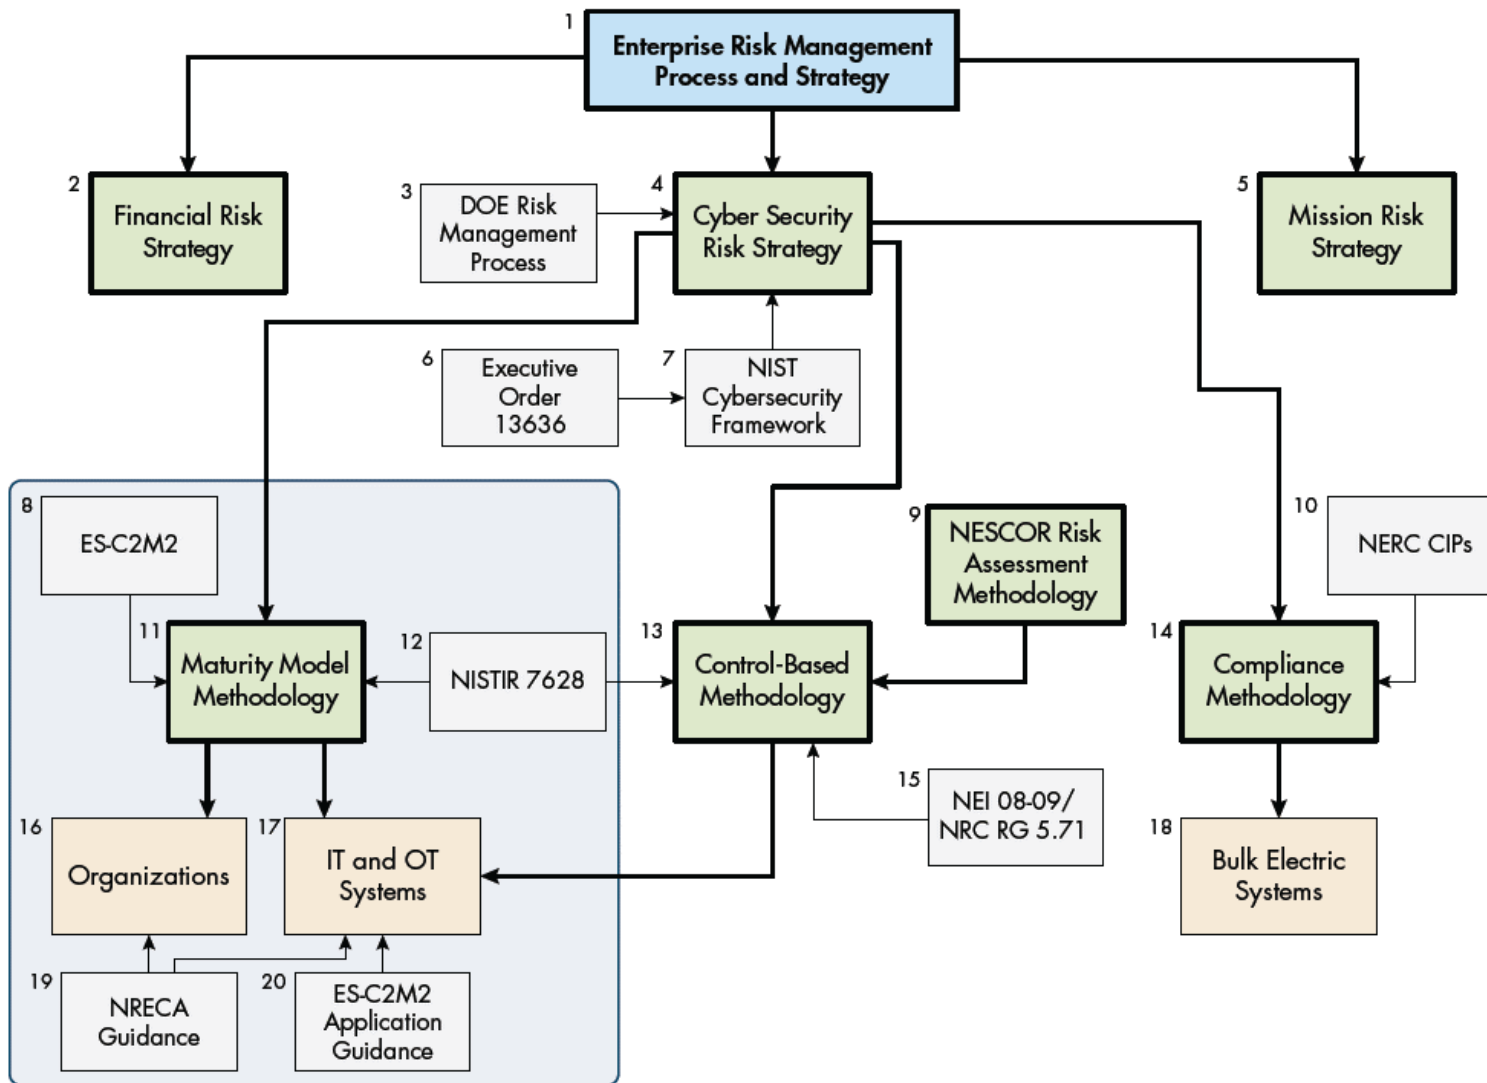 1
Enterprise Risk Management
Process and Strategy
2
Financial Risk
Strategy
3
DOE Risk
Management
Process
4
Cyber Security
Risk Strategy
5
Mission Risk
Strategy
6
Executive
Order
13636
7
NIST
Cybersecurity
Framework
8
ES-C2M2
9
NESCOR Risk
Assessment
Methodology
10
NERC CIPs
11
Maturity Model
Methodology
12
NISTIR 7628
13
Control-Based
Methodology
14
Compliance
Methodology
15
NEI 08-09/
NRC RG 5.71
16
Organizations
17
IT and OT
Systems
18
Bulk Electric
Systems
19
NRECA
Guidance
20
ES-C2M2
Application
Guidance